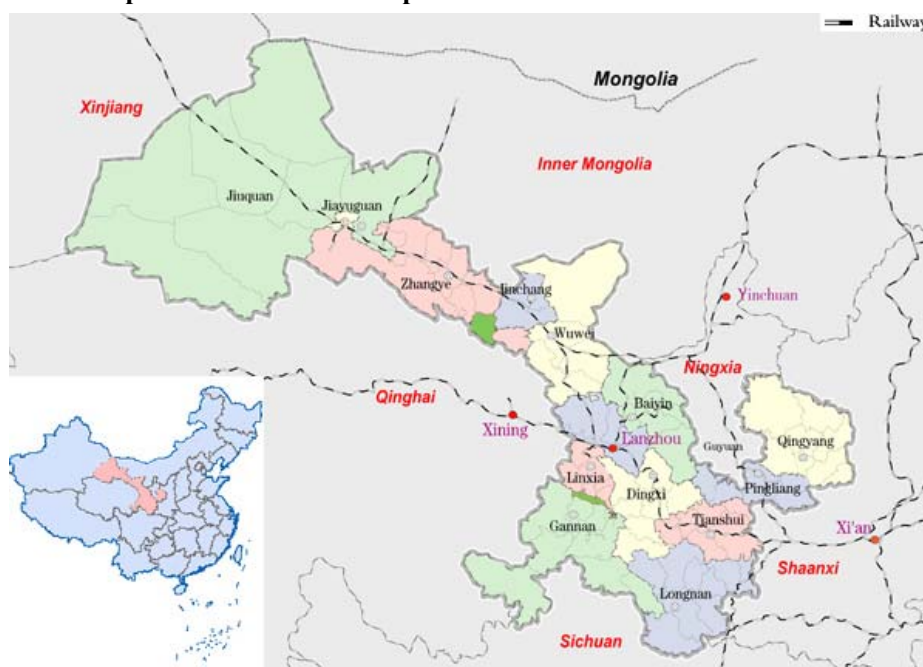 Railway
Mongolia
Xinjiang
Inner Mongolia
Jiuquan
Jiayuguan
Zhangye
Jinchang
Yinchuan
Wuwei
Ningxia
Qinghai
Baiyin
Xining
Lanzhou
Guyuan
Qingyang
Linxia
Dingxi
Pingliang
Gannan
Tianshui
Xi'an
Shaanxi
Longnan
Sichuan